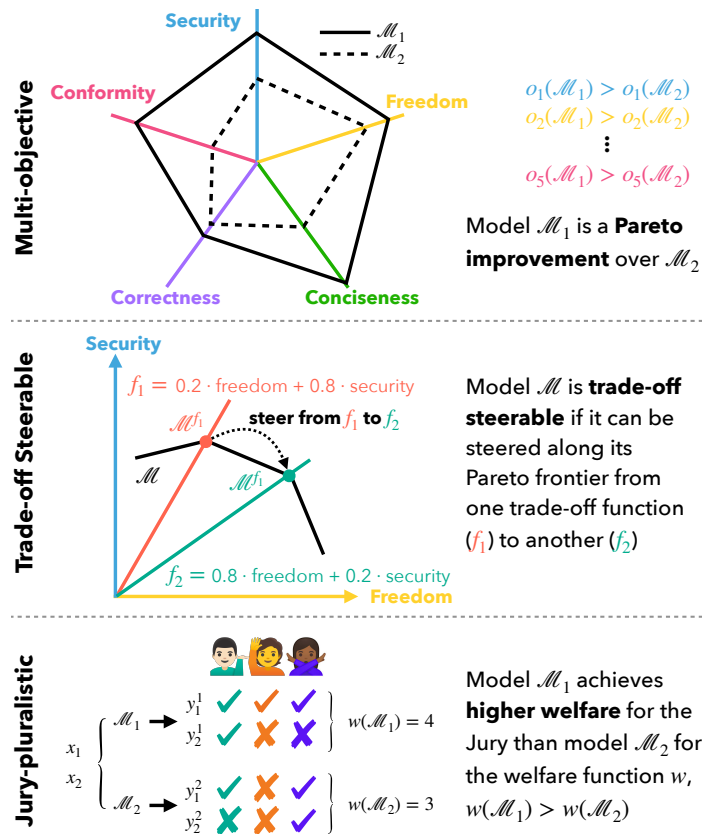 Multi-objective
Security
Conformity
Freedom
Correctness
Conciseness
ℳ₁
ℳ₂
o₁(ℳ₁) > o₁(ℳ₂)
o₂(ℳ₁) > o₂(ℳ₂)
⋮
o₅(ℳ₁) > o₅(ℳ₂)
Model ℳ₁ is a Pareto
improvement over ℳ₂
Trade-off Steerable
Security
f₁ = 0.2 · freedom + 0.8 · security
ℳ^f₁
steer from f₁ to f₂
ℳ
ℳ^f₁
f₂ = 0.8 · freedom + 0.2 · security
Freedom
Model ℳ is trade-off
steerable if it can be
steered along its
Pareto frontier from
one trade-off function
(f₁) to another (f₂)
Jury-pluralistic
x₁
x₂
ℳ₁
y₁¹
y₂¹
w(ℳ₁) = 4
ℳ₂
y₁²
y₂²
w(ℳ₂) = 3
Model ℳ₁ achieves
higher welfare for the
Jury than model ℳ₂ for
the welfare function w,
w(ℳ₁) > w(ℳ₂)